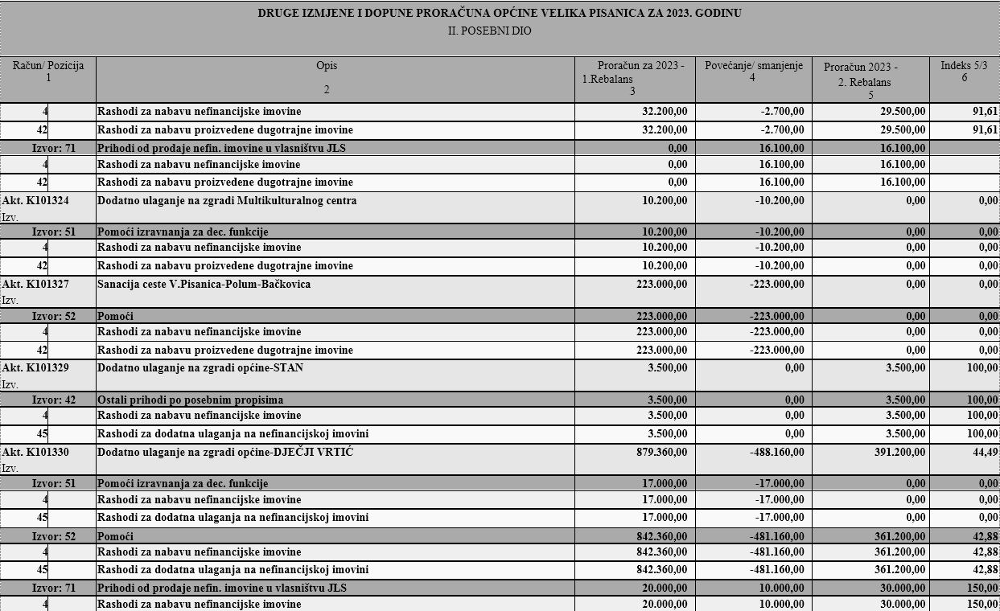 DRUGE IZMJENE I DOPUNE PRORAČUNA OPĆINE VELIKA PISANICA ZA 2023. GODINU
II. POSEBNI DIO
Račun/ Pozicija 1 Opis 2 Proračun za 2023 - 1.Rebalans 3 Povećanje/ smanjenje 4 Proračun 2023 - 2. Rebalans 5 Indeks 5/3 6
4 Rashodi za nabavu nefinancijske imovine 32.200,00 -2.700,00 29.500,00 91,61
42 Rashodi za nabavu proizvedene dugotrajne imovine 32.200,00 -2.700,00 29.500,00 91,61
Izvor: 71 Prihodi od prodaje nefin. imovine u vlasništvu JLS 0,00 16.100,00 16.100,00
4 Rashodi za nabavu nefinancijske imovine 0,00 16.100,00 16.100,00
42 Rashodi za nabavu proizvedene dugotrajne imovine 0,00 16.100,00 16.100,00
Akt. K101324 Dodatno ulaganje na zgradi Multikulturalnog centra 10.200,00 -10.200,00 0,00 0,00
Izv.
Izvor: 51 Pomoći izravnanja za dec. funkcije 10.200,00 -10.200,00 0,00 0,00
4 Rashodi za nabavu nefinancijske imovine 10.200,00 -10.200,00 0,00 0,00
42 Rashodi za nabavu proizvedene dugotrajne imovine 10.200,00 -10.200,00 0,00 0,00
Akt. K101327 Sanacija ceste V.Pisanica-Polum-Bačkovica 223.000,00 -223.000,00 0,00 0,00
Izv.
Izvor: 52 Pomoći 223.000,00 -223.000,00 0,00 0,00
4 Rashodi za nabavu nefinancijske imovine 223.000,00 -223.000,00 0,00 0,00
42 Rashodi za nabavu proizvedene dugotrajne imovine 223.000,00 -223.000,00 0,00 0,00
Akt. K101329 Dodatno ulaganje na zgradi općine-STAN 3.500,00 0,00 3.500,00 100,00
Izv.
Izvor: 42 Ostali prihodi po posebnim propisima 3.500,00 0,00 3.500,00 100,00
4 Rashodi za nabavu nefinancijske imovine 3.500,00 0,00 3.500,00 100,00
45 Rashodi za dodatna ulaganja na nefinancijskoj imovini 3.500,00 0,00 3.500,00 100,00
Akt. K101330 Dodatno ulaganje na zgradi općine-DJEČJI VRTIĆ 879.360,00 -488.160,00 391.200,00 44,49
Izv.
Izvor: 51 Pomoći izravnanja za dec. funkcije 17.000,00 -17.000,00 0,00 0,00
4 Rashodi za nabavu nefinancijske imovine 17.000,00 -17.000,00 0,00 0,00
45 Rashodi za dodatna ulaganja na nefinancijskoj imovini 17.000,00 -17.000,00 0,00 0,00
Izvor: 52 Pomoći 842.360,00 -481.160,00 361.200,00 42,88
4 Rashodi za nabavu nefinancijske imovine 842.360,00 -481.160,00 361.200,00 42,88
45 Rashodi za dodatna ulaganja na nefinancijskoj imovini 842.360,00 -481.160,00 361.200,00 42,88
Izvor: 71 Prihodi od prodaje nefin. imovine u vlasništvu JLS 20.000,00 10.000,00 30.000,00 150,00
4 Rashodi za nabavu nefinancijske imovine 20.000,00 10.000,00 30.000,00 150,00